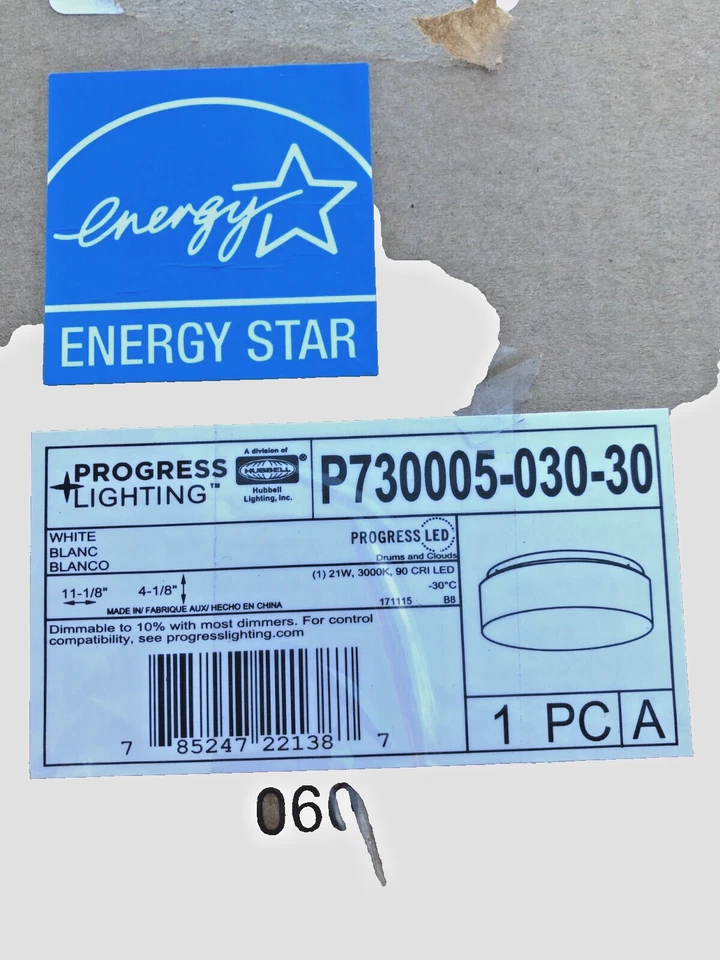 energy
ENERGY STAR
PROGRESS
LIGHTING™
A division of
HUBBELL®
Hubbell
Lighting, Inc.
P730005-030-30
WHITE
BLANC
BLANCO
PROGRESS LED
Drums and Clouds
11-1/8" 4-1/8"
(1) 21W, 3000K, 90 CRI LED
-30°C
MADE IN/ FABRIQUE AUX/ HECHO EN CHINA
171115 B8
Dimmable to 10% with most dimmers. For control
compatibility, see progresslighting.com
7 85247 22138 7
1 PC A